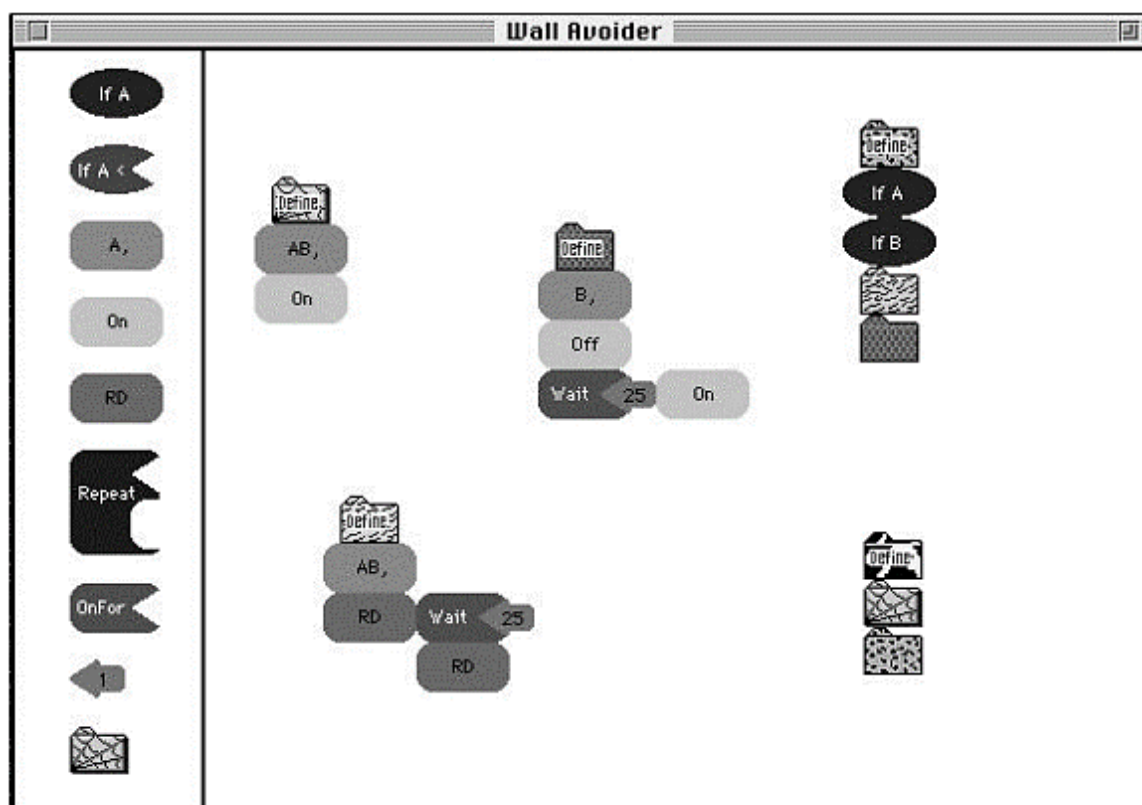 Wall Avoider
If A
If A <
A,
On
RD
Repeat
OnFor
1
Define
AB,
On
Define
B,
Off
Wait 25 On
Define
If A
If B
Define
AB,
RD Wait 25
RD
Define